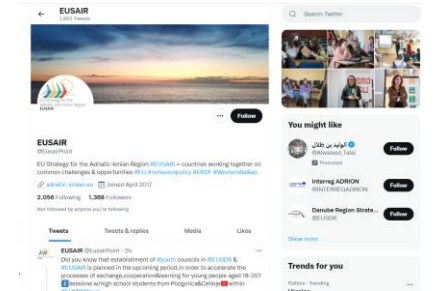 EUSAIR
Search Twitter
EUSAIR
Follow
EUSAIR
@EusairPoint
EU Strategy for the Adriatic-Ionian Region #EUSAIR = countries working together on
common challenges & opportunities #EU #cohesionpolicy #ERDF #WesternBalkan
adriatic-ionian.eu Joined April 2017
2,058 Following 1,366 Followers
Not followed by anyone you're following
Tweets Tweets & replies Media Likes
EUSAIR @EusairPoint · 2h
Did you know that establishment of #youth councils in #EUSDR &
#EUSAIR is planned in the upcoming period,in order to accelerate the
processes of exchange,cooperation&learning for young people aged 18-35?
sessions w/high school students from Podgorica&Cetinje within
You might like
الوليد بن طلال
@Alwaleed_Talal
Promoted
Follow
Interreg ADRION
@INTERREGADRION
Follow
Danube Region Strate...
@EUSDR
Follow
Show more
Trends for you
Politics · Trending